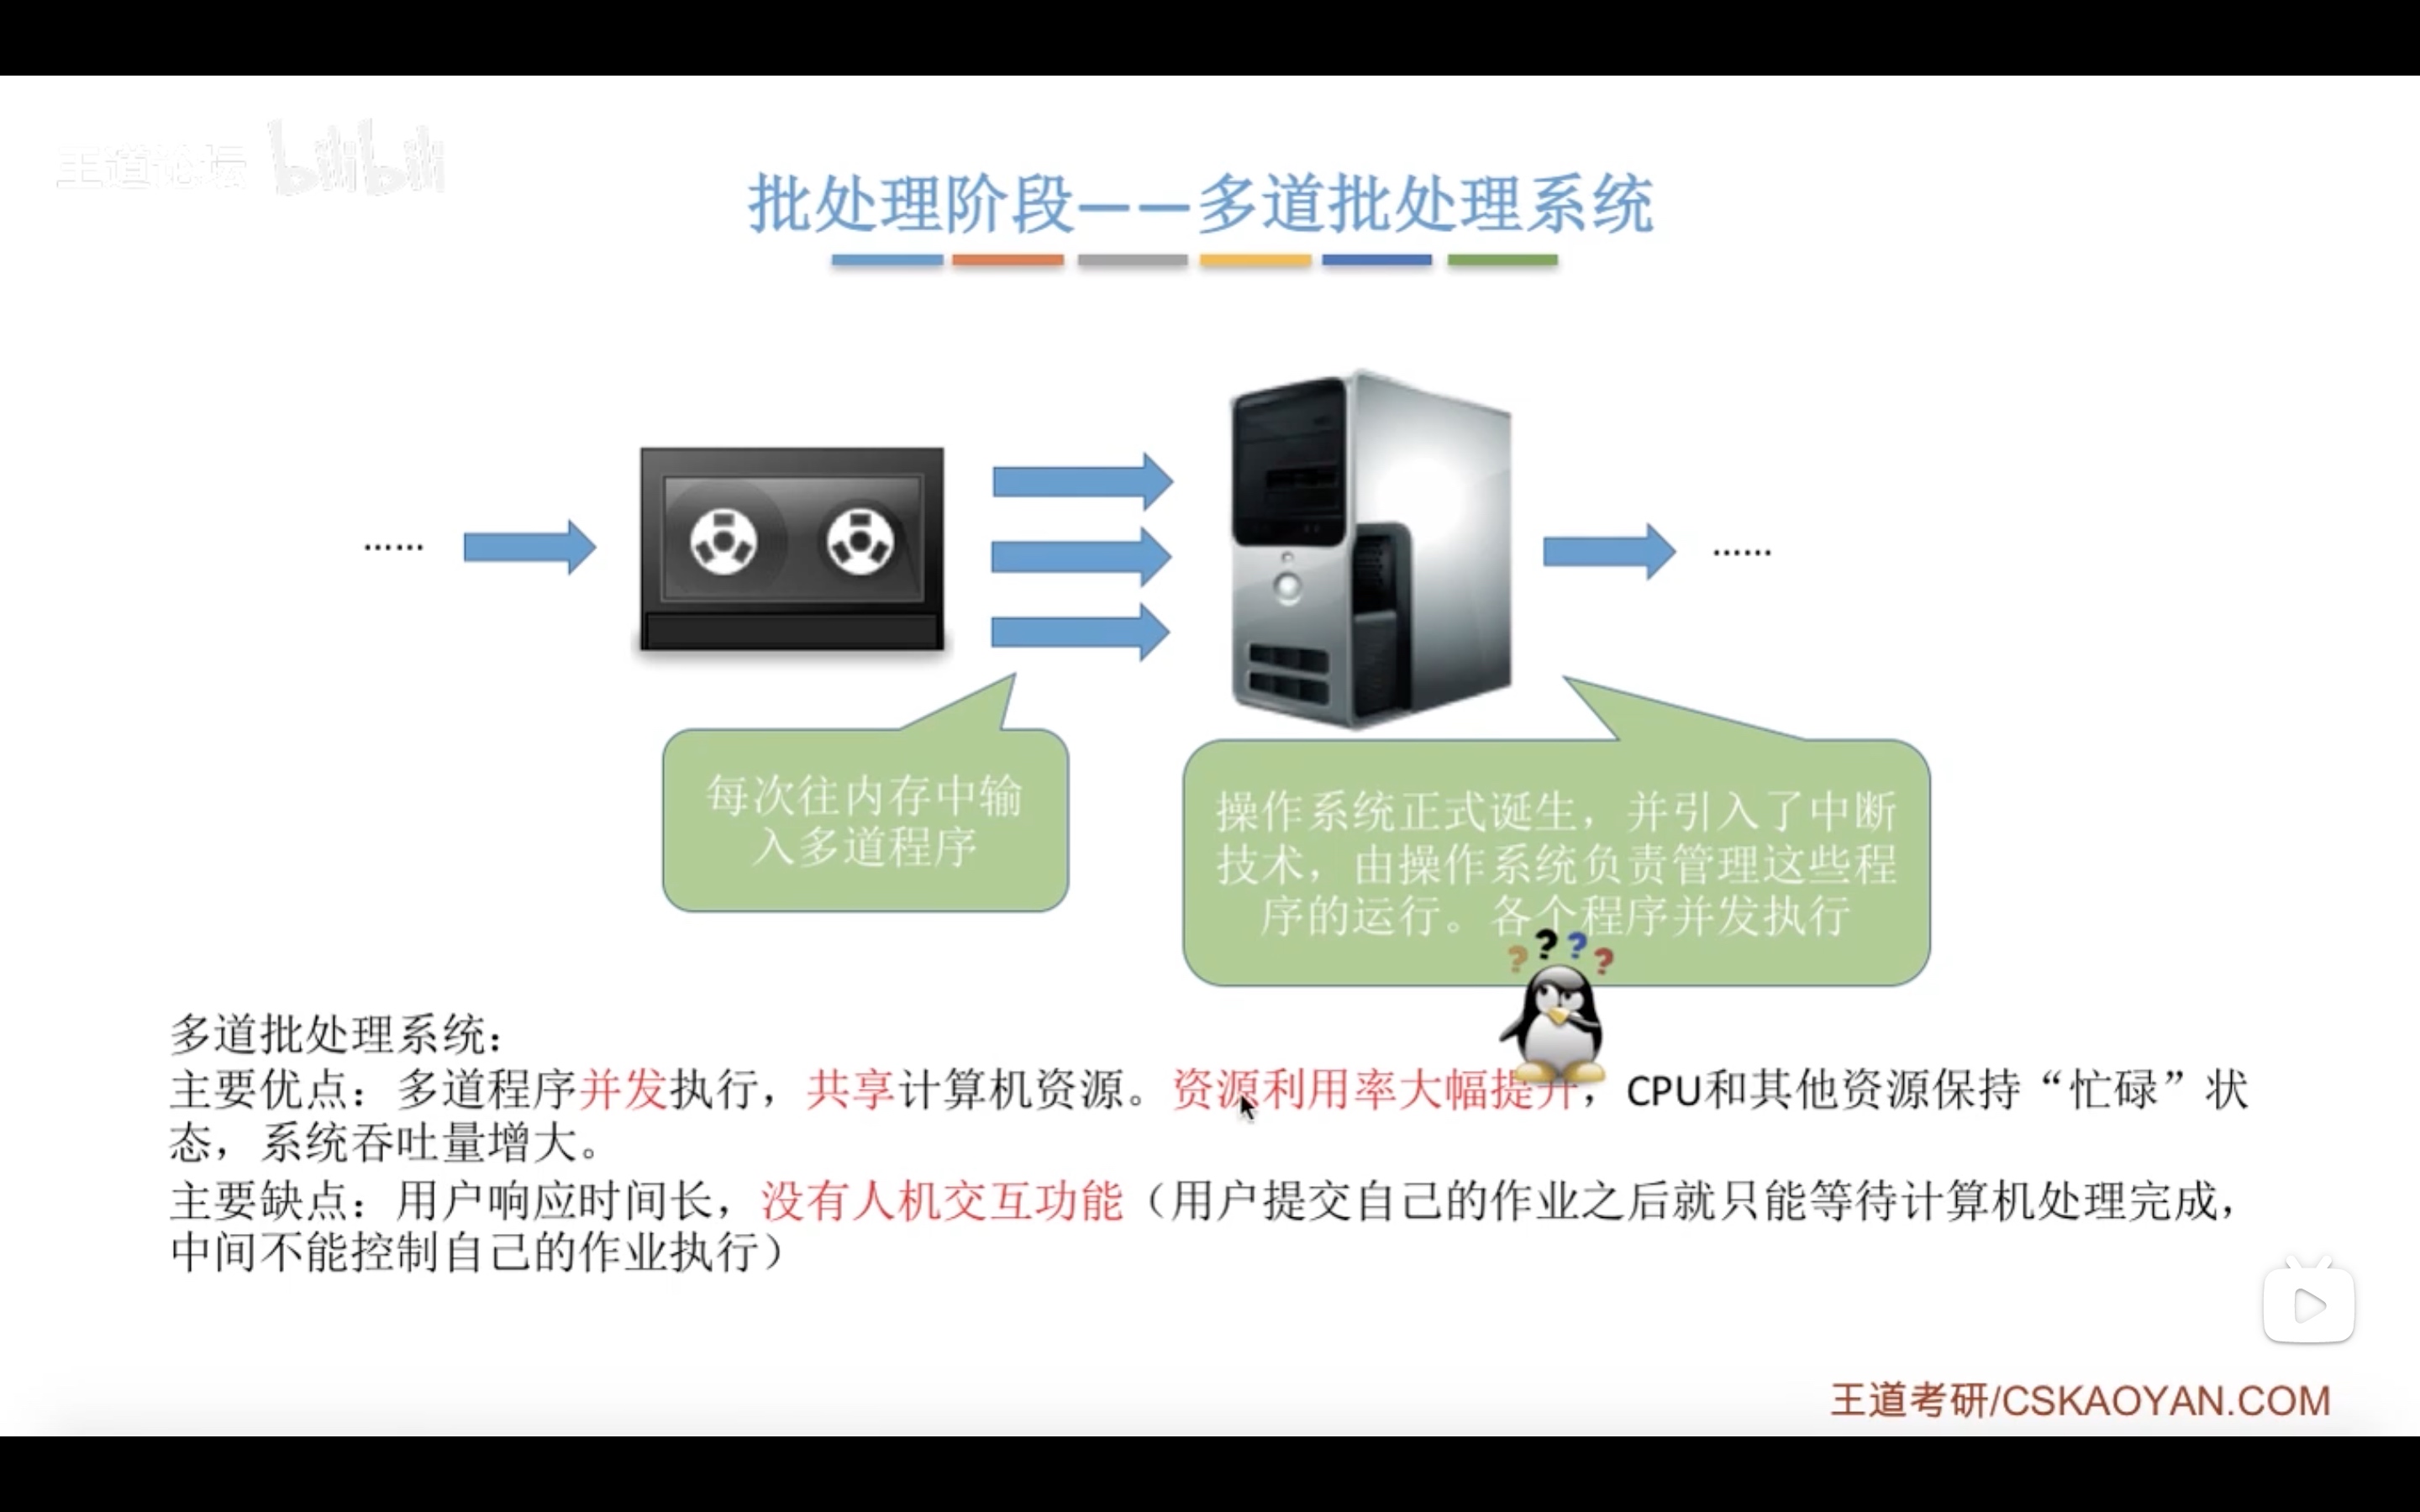 王道论坛 bilibili
批处理阶段——多道批处理系统
......
......
每次往内存中输
入多道程序
操作系统正式诞生，并引入了中断
技术，由操作系统负责管理这些程
序的运行。各个程序并发执行
? ? ? ?
多道批处理系统：
主要优点：多道程序并发执行，共享计算机资源。资源利用率大幅提升，CPU和其他资源保持“忙碌”状
态，系统吞吐量增大。
主要缺点：用户响应时间长，没有人机交互功能（用户提交自己的作业之后就只能等待计算机处理完成，
中间不能控制自己的作业执行）
王道考研/CSKAOYAN.COM